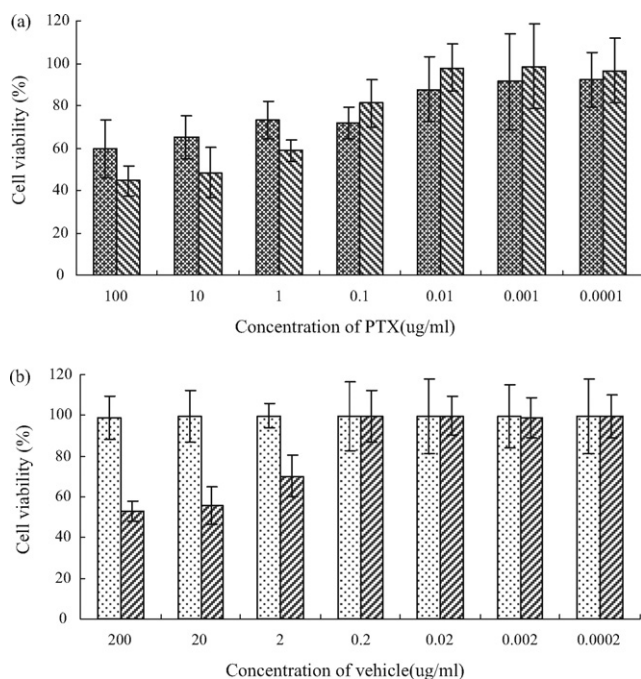 (a)
120
100
80
60
40
20
0
Cell viability (%)
100 10 1 0.1 0.01 0.001 0.0001
Concentration of PTX(ug/ml)
(b)
120
100
80
60
40
20
0
Cell viability (%)
200 20 2 0.2 0.02 0.002 0.0002
Concentration of vehicle(ug/ml)